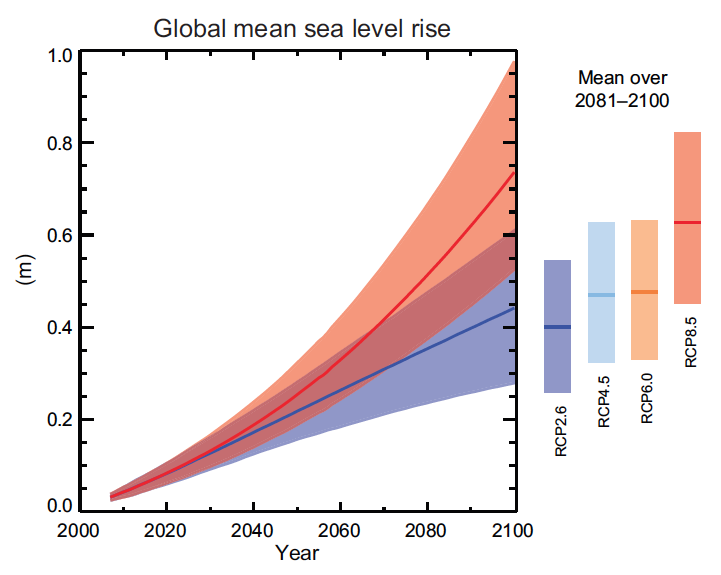 Global mean sea level rise
1.0
0.8
0.6
0.4
0.2
0.0
(m)
2000 2020 2040 2060 2080 2100
Year
Mean over
2081–2100
RCP2.6
RCP4.5
RCP6.0
RCP8.5